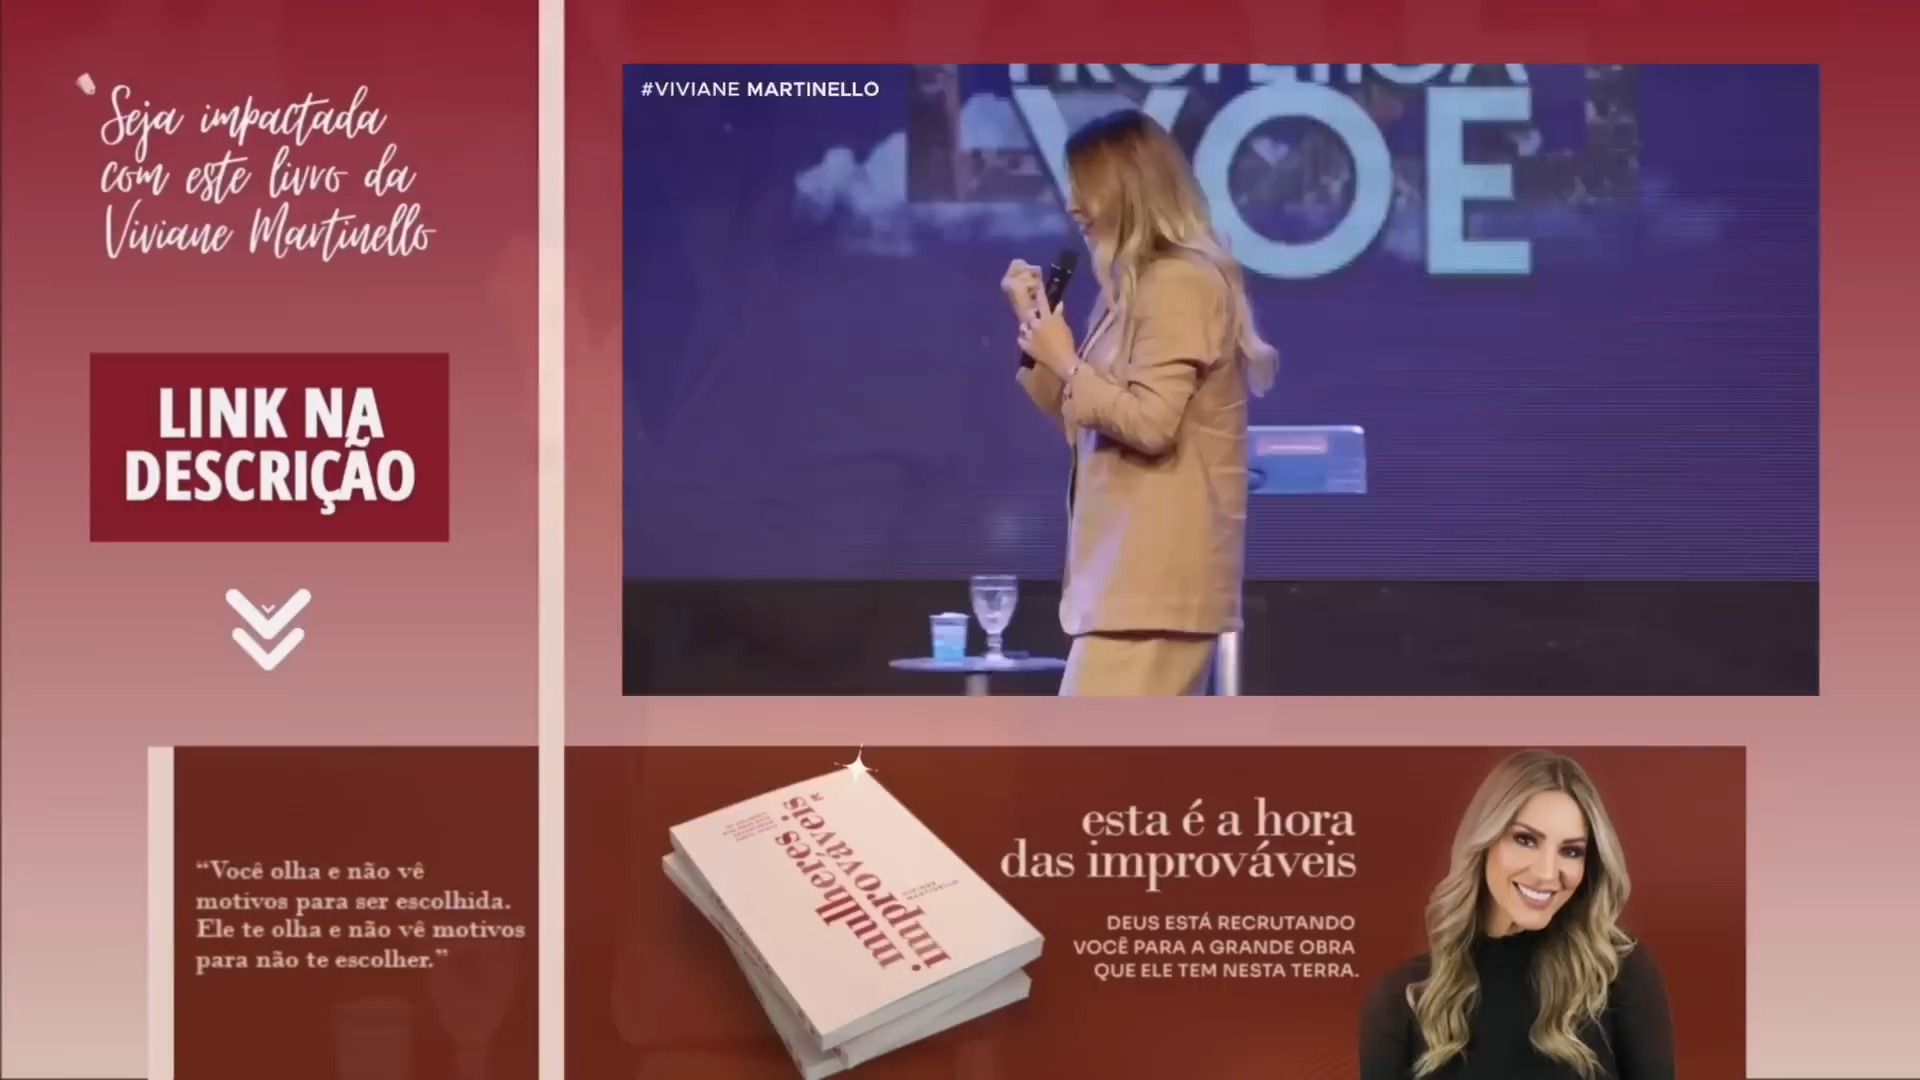 Seja impactada
com este livro da
Viviane Martinello
LINK NA
DESCRIÇÃO
#VIVIANE MARTINELLO
VOE
“Você olha e não vê
motivos para ser escolhida.
Ele te olha e não vê motivos
para não te escolher.”
mulheres
improváveis
esta é a hora
das improváveis
DEUS ESTÁ RECRUTANDO
VOCÊ PARA A GRANDE OBRA
QUE ELE TEM NESTA TERRA.